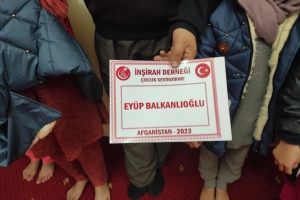 İNŞİRAH DERNEĞİ
ÇOCUK SEVİNDİRME
EYÜP BALKANLIOĞLU
AFGANİSTAN - 2023